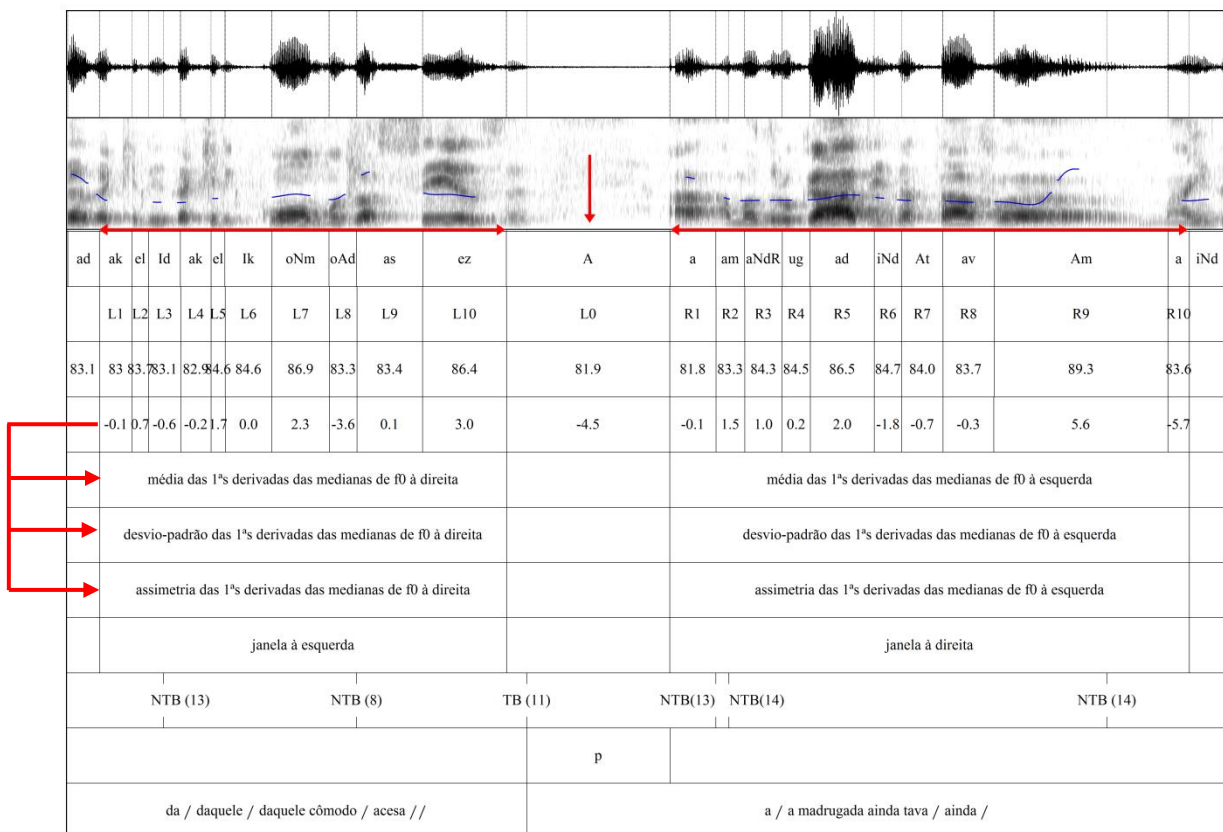 ad ak el Id ak el Ik oNm oAd as ez A a am aNdR ug ad iNd At av Am a iNd
L1 L2 L3 L4 L5 L6 L7 L8 L9 L10 L0 R1 R2 R3 R4 R5 R6 R7 R8 R9 R10
83.1 83 83.7 83.1 82.9 84.6 84.6 86.9 83.3 83.4 86.4 81.9 81.8 83.3 84.3 84.5 86.5 84.7 84.0 83.7 89.3 83.6
-0.1 0.7 -0.6 -0.2 1.7 0.0 2.3 -3.6 0.1 3.0 -4.5 -0.1 1.5 1.0 0.2 2.0 -1.8 -0.7 -0.3 5.6 -5.7
média das 1ªs derivadas das medianas de f0 à direita média das 1ªs derivadas das medianas de f0 à esquerda
desvio-padrão das 1ªs derivadas das medianas de f0 à direita desvio-padrão das 1ªs derivadas das medianas de f0 à esquerda
assimetria das 1ªs derivadas das medianas de f0 à direita assimetria das 1ªs derivadas das medianas de f0 à esquerda
janela à esquerda janela à direita
NTB (13) NTB (8) TB (11) NTB(13) NTB(14) NTB (14)
p
da / daquele / daquele cômodo / acesa // a / a madrugada ainda tava / ainda /